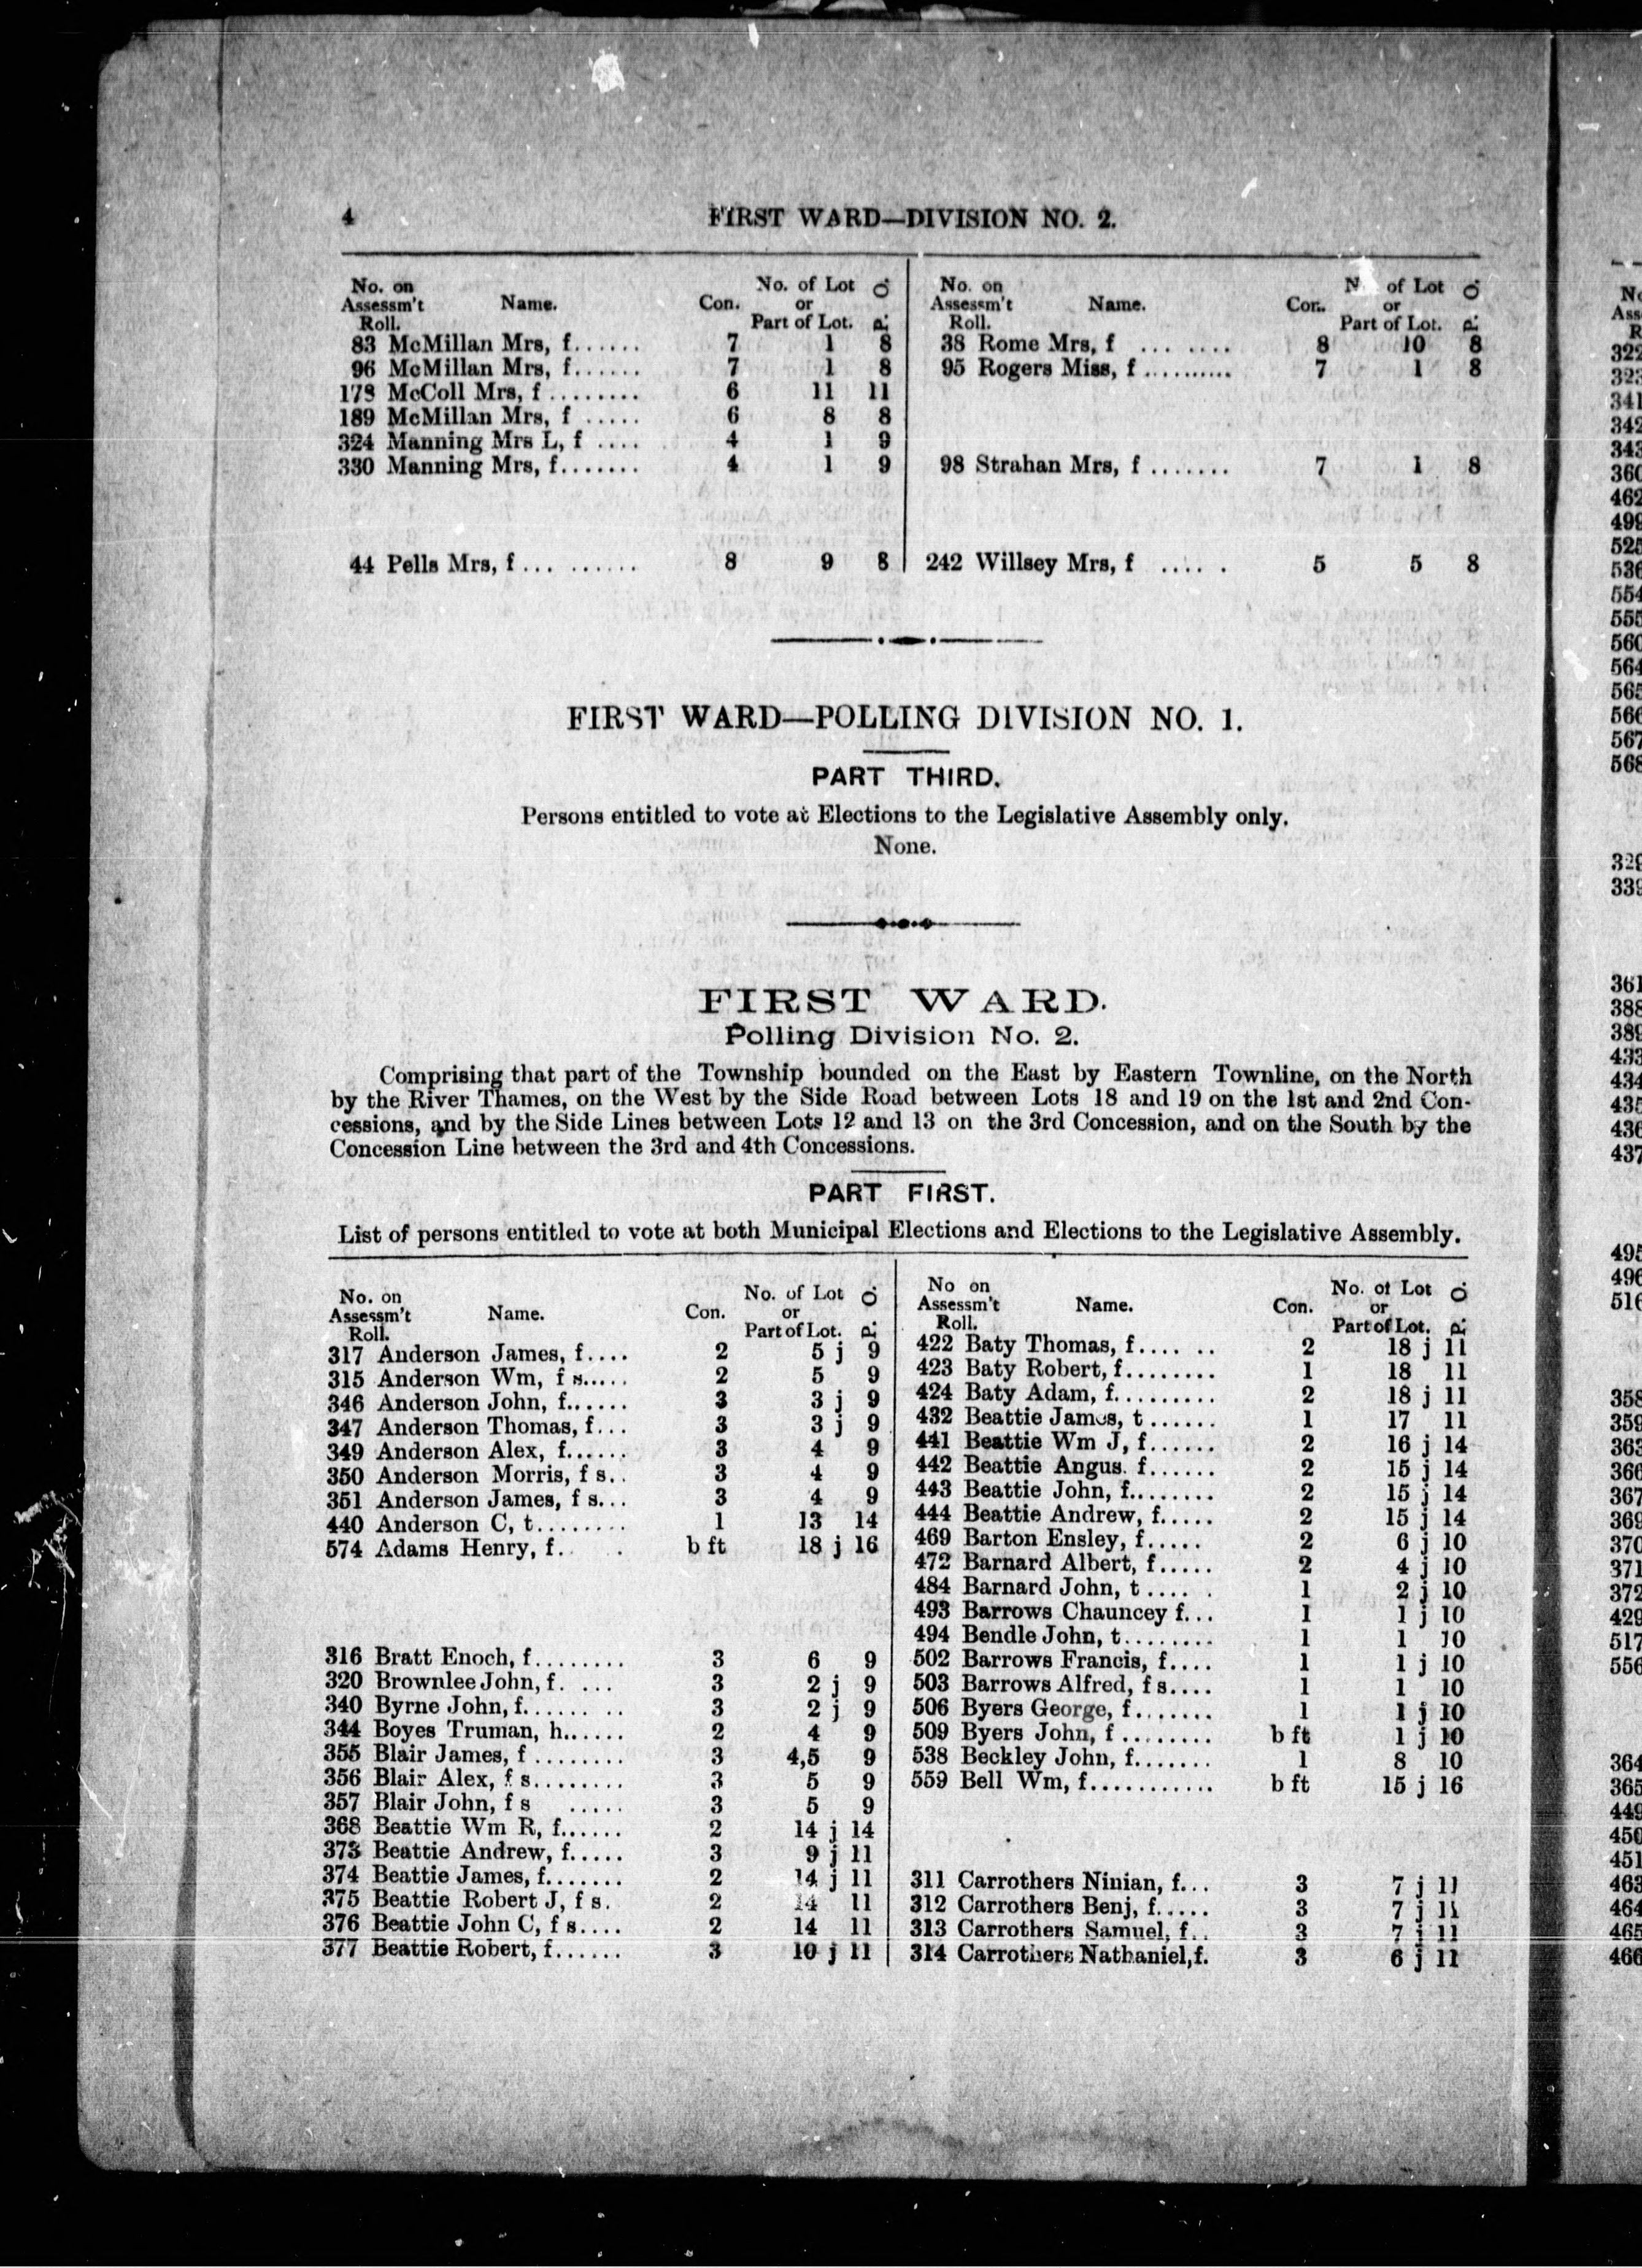 4 FIRST WARD—DIVISION NO. 2.
No. on Assessm't Roll. Name. Con. No. of Lot or Part of Lot. P. O.
83 McMillan Mrs, f...... 7 1 8
96 McMillan Mrs, f...... 7 1 8
178 McColl Mrs, f ........ 6 11 11
189 McMillan Mrs, f ..... 6 8 8
324 Manning Mrs L, f .... 4 1 9
330 Manning Mrs, f....... 4 1 9
44 Pells Mrs, f ... ...... 8 9 8
No. on Assessm't Roll. Name. Con. N of Lot or Part of Lot. P. O.
38 Rome Mrs, f ... .... 8 10 8
95 Rogers Miss, f .......... 7 1 8
98 Strahan Mrs, f ....... 7 1 8
242 Willsey Mrs, f .... . 5 5 8
FIRST WARD—POLLING DIVISION NO. 1.
PART THIRD.
Persons entitled to vote at Elections to the Legislative Assembly only.
None.
FIRST WARD.
Polling Division No. 2.
Comprising that part of the Township bounded on the East by Eastern Townline, on the North
by the River Thames, on the West by the Side Road between Lots 18 and 19 on the 1st and 2nd Con-
cessions, and by the Side Lines between Lots 12 and 13 on the 3rd Concession, and on the South by the
Concession Line between the 3rd and 4th Concessions.
PART FIRST.
List of persons entitled to vote at both Municipal Elections and Elections to the Legislative Assembly.
No. on Assessm't Roll. Name. Con. No. of Lot or Part of Lot. P. O.
317 Anderson James, f.... 2 5 j 9
315 Anderson Wm, f s..... 2 5 9
346 Anderson John, f...... 3 3 j 9
347 Anderson Thomas, f... 3 3 j 9
349 Anderson Alex, f...... 3 4 9
350 Anderson Morris, f s.. 3 4 9
351 Anderson James, f s... 3 4 9
440 Anderson C, t........ 1 13 14
574 Adams Henry, f. . b ft 18 j 16
316 Bratt Enoch, f........ 3 6 9
320 Brownlee John, f. ... 3 2 j 9
340 Byrne John, f...... .. 3 2 j 9
344 Boyes Truman, h...... 2 4 9
355 Blair James, f ........ 3 4,5 9
356 Blair Alex, f s........ 3 5 9
357 Blair John, f s ..... 3 5 9
368 Beattie Wm R, f...... 2 14 j 14
373 Beattie Andrew, f..... 3 9 j 11
374 Beattie James, f....... 2 14 j 11
375 Beattie Robert J, f s. 2 14 11
376 Beattie John C, f s.... 2 14 11
377 Beattie Robert, f...... 3 10 j 11
No on Assessm't Roll. Name. Con. No. of Lot or Part of Lot. P. O.
422 Baty Thomas, f.... .. 2 18 j 11
423 Baty Robert, f........ 1 18 11
424 Baty Adam, f.......... 2 18 j 11
432 Beattie James, t ...... 1 17 11
441 Beattie Wm J, f...... 2 16 j 14
442 Beattie Angus. f...... 2 15 j 14
443 Beattie John, f........ 2 15 j 14
444 Beattie Andrew, f..... 2 15 j 14
469 Barton Ensley, f..... 2 6 j 10
472 Barnard Albert, f..... 2 4 j 10
484 Barnard John, t .... . 1 2 j 10
493 Barrows Chauncey f... 1 1 j 10
494 Bendle John, t........ 1 1 10
502 Barrows Francis, f.... 1 1 j 10
503 Barrows Alfred, f s.... 1 1 10
506 Byers George, f....... 1 1 j 10
509 Byers John, f ........ b ft 1 j 10
538 Beckley John, f....... 1 8 10
559 Bell Wm, f........... b ft 15 j 16
311 Carrothers Ninian, f... 3 7 j 11
312 Carrothers Benj, f..... 3 7 j 11
313 Carrothers Samuel, f.. 3 7 j 11
314 Carrothers Nathaniel,f. 3 6 j 11